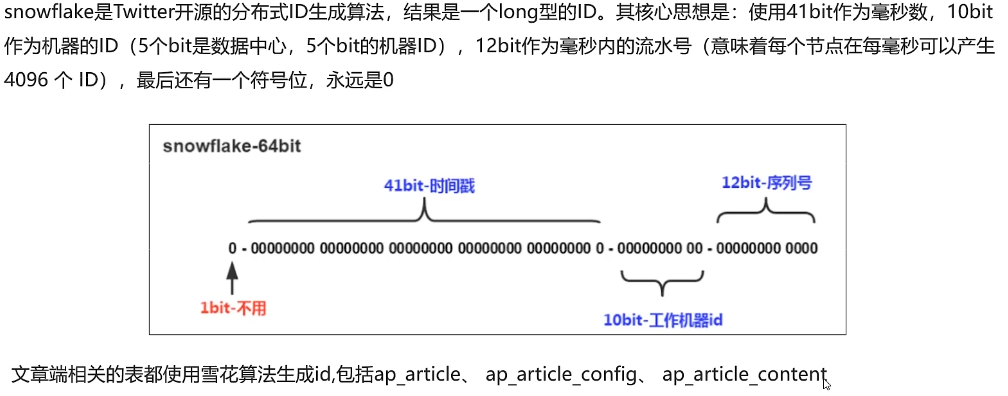 snowflake是Twitter开源的分布式ID生成算法，结果是一个long型的ID。其核心思想是：使用41bit作为毫秒数，10bit
作为机器的ID（5个bit是数据中心，5个bit的机器ID），12bit作为毫秒内的流水号（意味着每个节点在每毫秒可以产生
4096 个 ID），最后还有一个符号位，永远是0
snowflake-64bit
41bit-时间戳
12bit-序列号
0 - 00000000 00000000 00000000 00000000 00000000 0 - 00000000 00 - 00000000 0000
1bit-不用
10bit-工作机器id
文章端相关的表都使用雪花算法生成id,包括ap_article、 ap_article_config、 ap_article_content